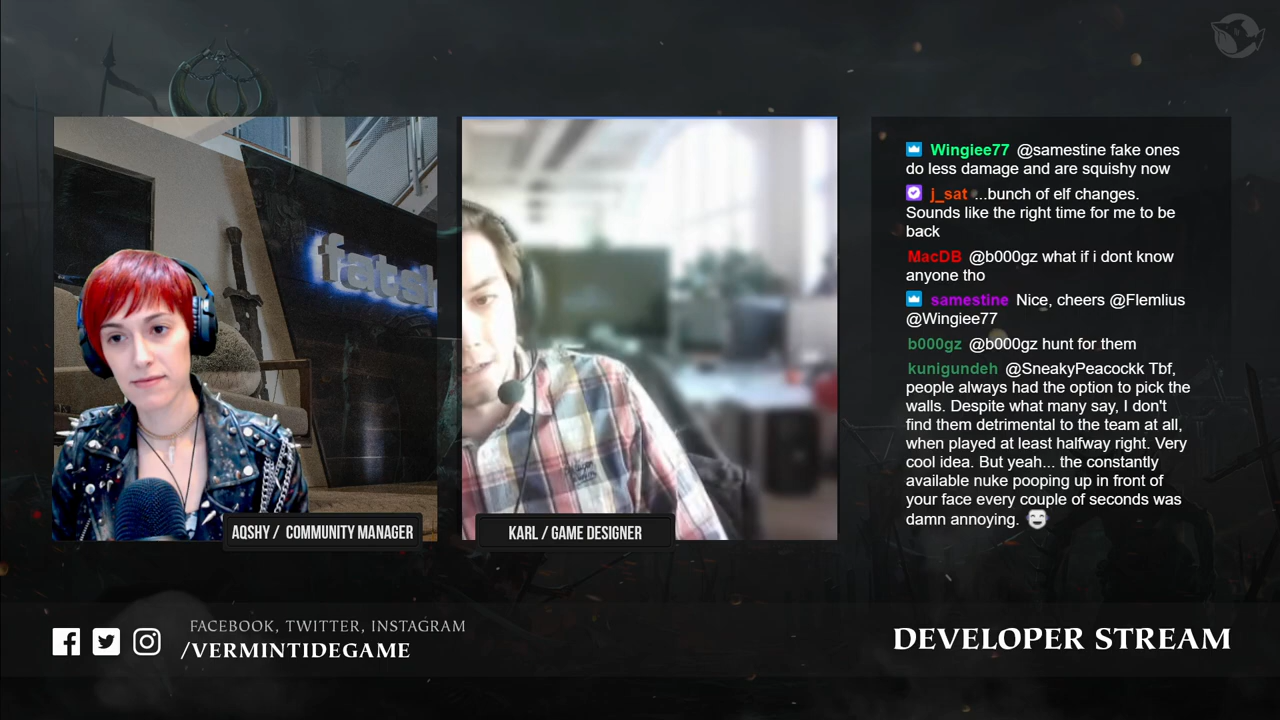 fatsh
AQSHY / COMMUNITY MANAGER
KARL / GAME DESIGNER
Wingiee77 @samestine fake ones
do less damage and are squishy now
j_sat ...bunch of elf changes.
Sounds like the right time for me to be
back
MacDB @b000gz what if i dont know
anyone tho
samestine Nice, cheers @Flemlius
@Wingiee77
b000gz @b000gz hunt for them
kunigundeh @SneakyPeacockk Tbf,
people always had the option to pick the
walls. Despite what many say, I don't
find them detrimental to the team at all,
when played at least halfway right. Very
cool idea. But yeah... the constantly
available nuke pooping up in front of
your face every couple of seconds was
damn annoying.
FACEBOOK, TWITTER, INSTAGRAM
/VERMINTIDEGAME
DEVELOPER STREAM